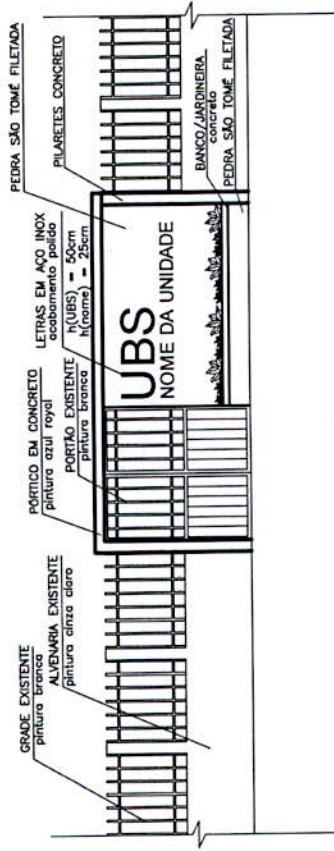 GRADE EXISTENTE
pintura branca
ALVENARIA EXISTENTE
pintura cinza claro
PÓRTICO EM CONCRETO
pintura azul royal
PORTÃO EXISTENTE
pintura branca
LETRAS EM AÇO INOX
acabamento polido
h(UBS) = 50cm
h(nome) = 25cm
UBS
NOME DA UNIDADE
PEDRA SÃO TOMÉ FILETADA
PILARETES CONCRETO
BANCO/JARDINEIRA
concreto
PEDRA SÃO TOMÉ FILETADA